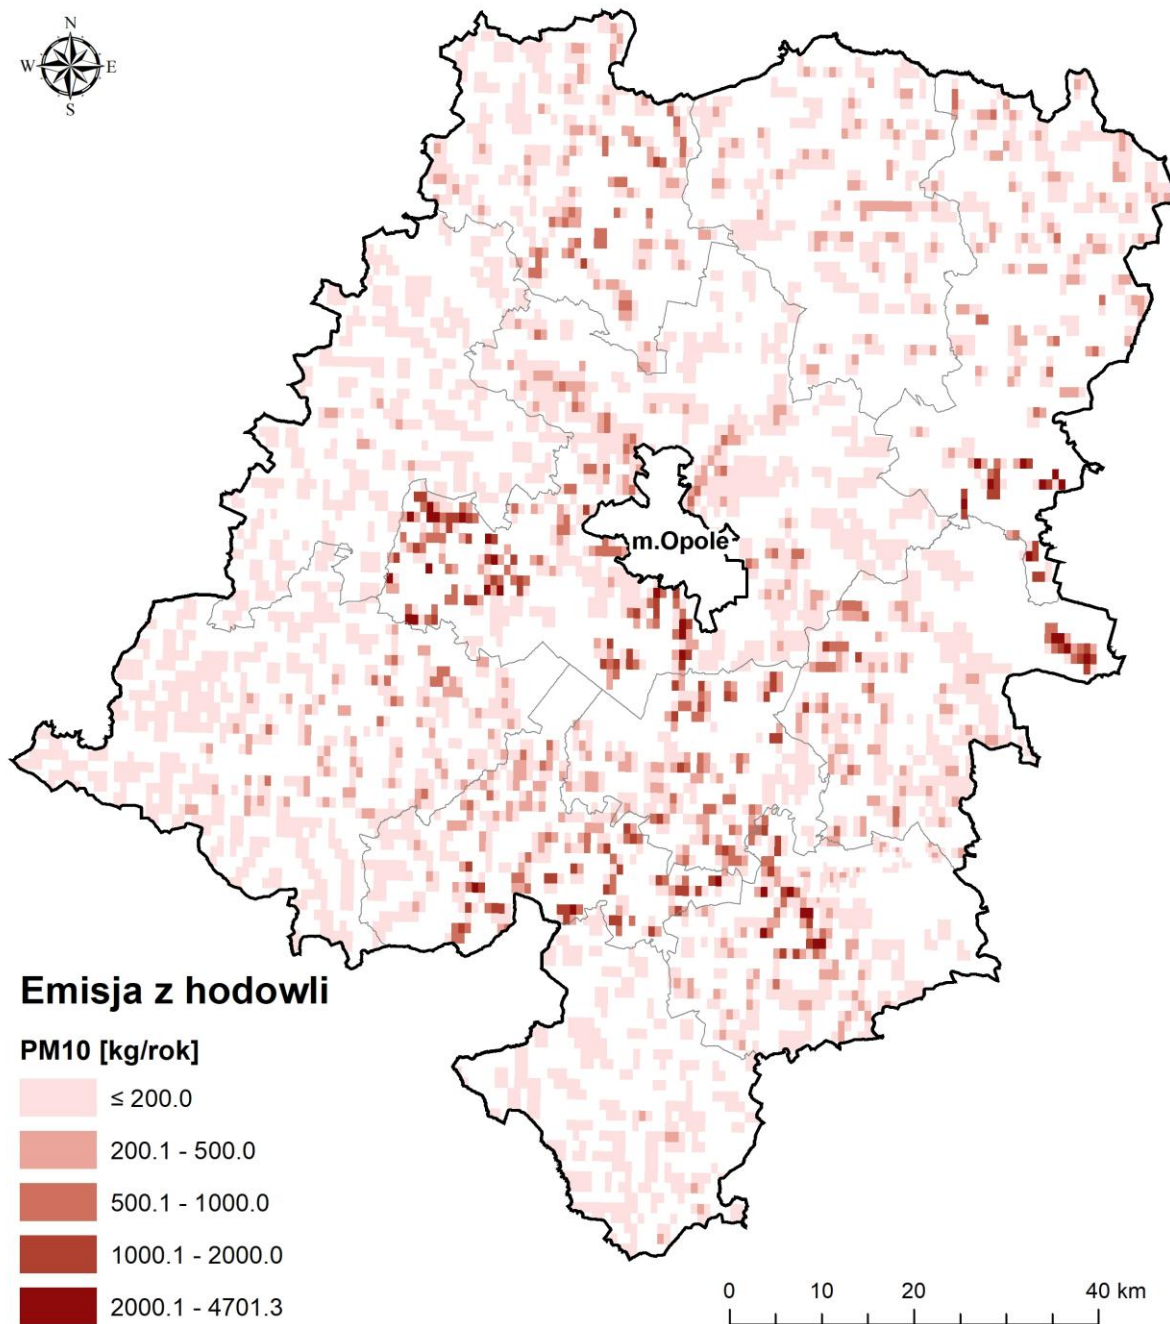 N
W E
S
m.Opole
Emisja z hodowli
PM10 [kg/rok]
≤ 200.0
200.1 - 500.0
500.1 - 1000.0
1000.1 - 2000.0
2000.1 - 4701.3
0 10 20 40 km